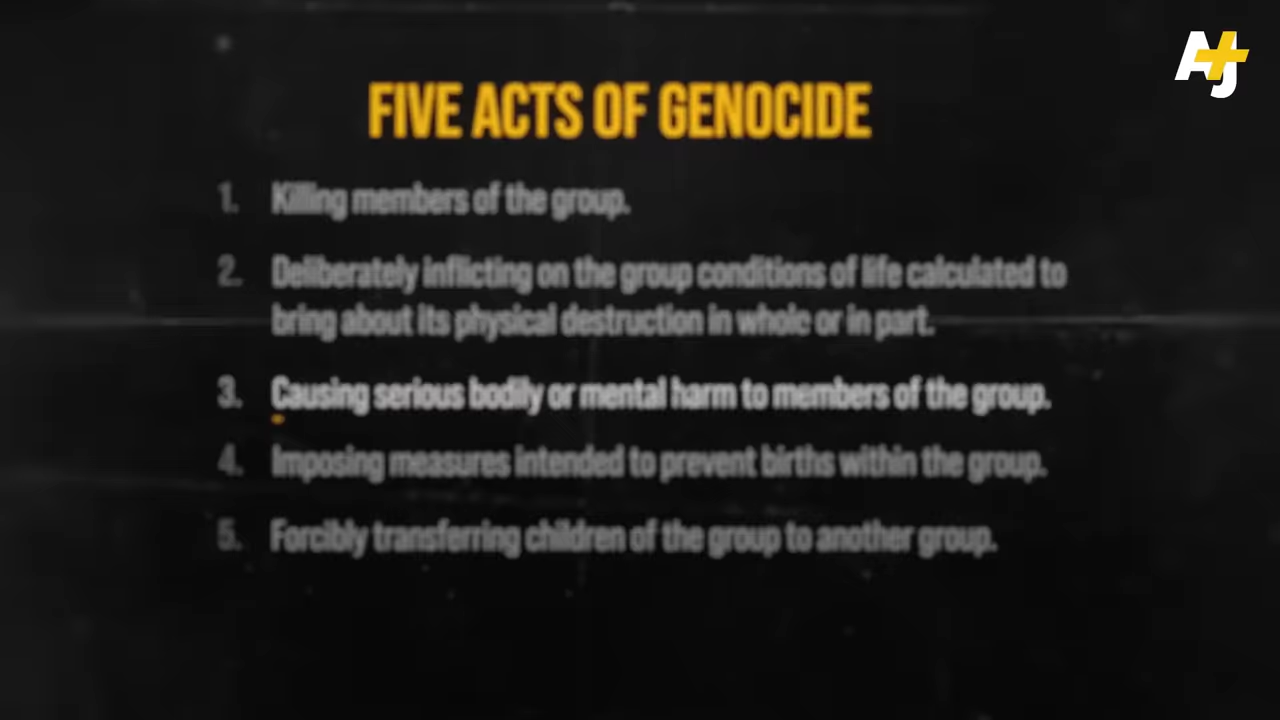 AJ+
FIVE ACTS OF GENOCIDE
1. Killing members of the group.
2. Deliberately inflicting on the group conditions of life calculated to
bring about its physical destruction in whole or in part.
3. Causing serious bodily or mental harm to members of the group.
4. Imposing measures intended to prevent births within the group.
5. Forcibly transferring children of the group to another group.